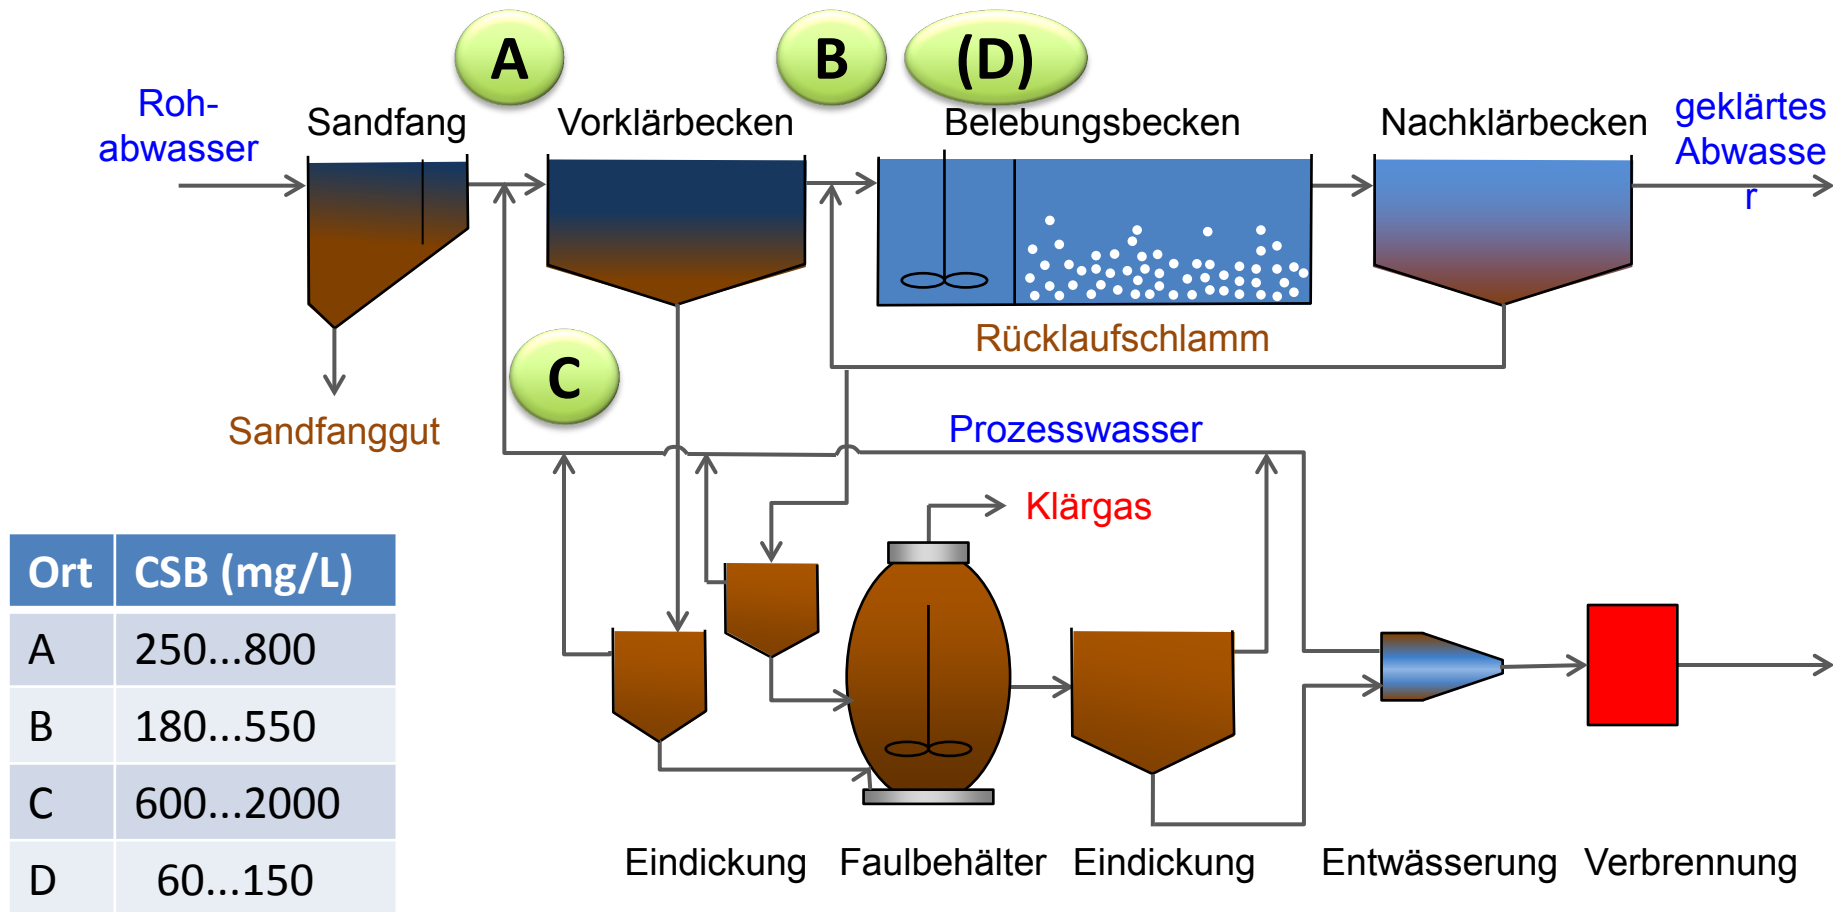 A
B
(D)
Roh-
abwasser
Sandfang
Vorklärbecken
Belebungsbecken
Nachklärbecken
geklärtes
Abwasse
r
Rücklaufschlamm
C
Sandfanggut
Prozesswasser
Klärgas
Ort CSB (mg/L)
A 250...800
B 180...550
C 600...2000
D 60...150
Eindickung
Faulbehälter
Eindickung
Entwässerung
Verbrennung